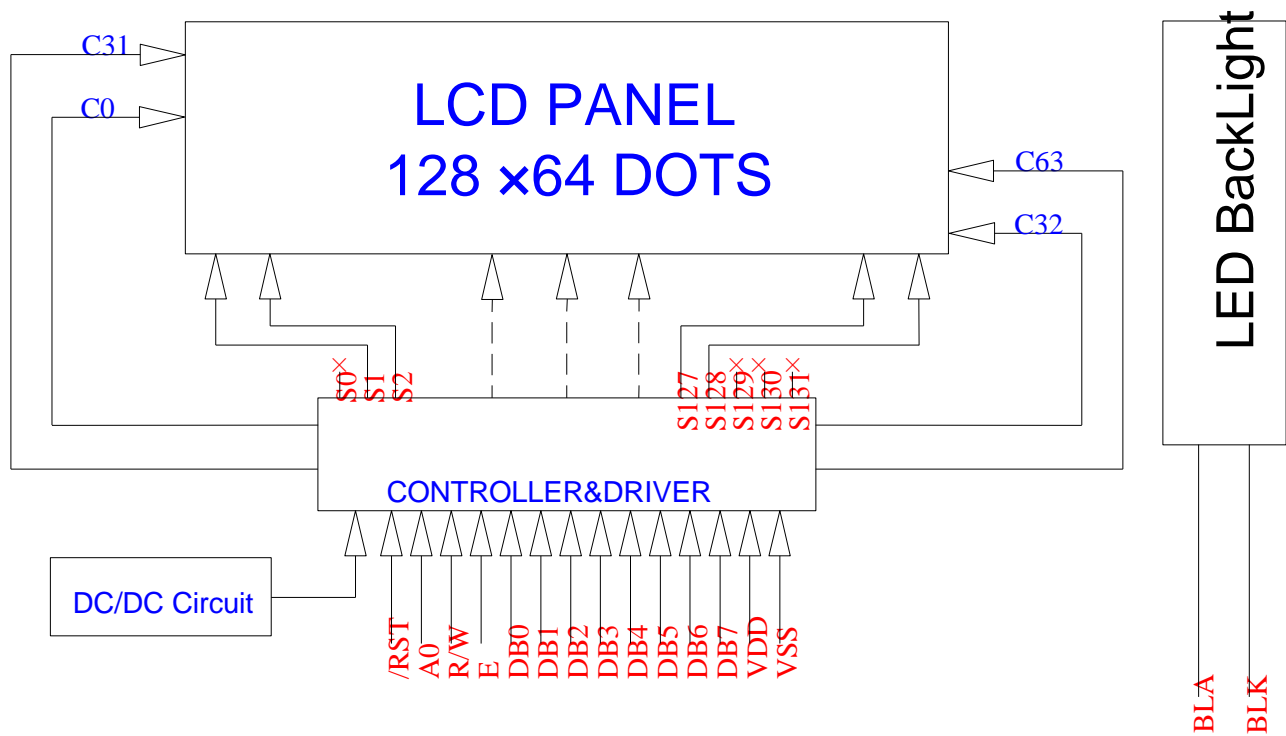 C31
C0
LCD PANEL
128 ×64 DOTS
C63
C32
LED BackLight
S0
S1
S2
S127
S128
S129
S130
S131
CONTROLLER&DRIVER
DC/DC Circuit
/RST
A0
R/W
E
DB0
DB1
DB2
DB3
DB4
DB5
DB6
DB7
VDD
VSS
BLA
BLK